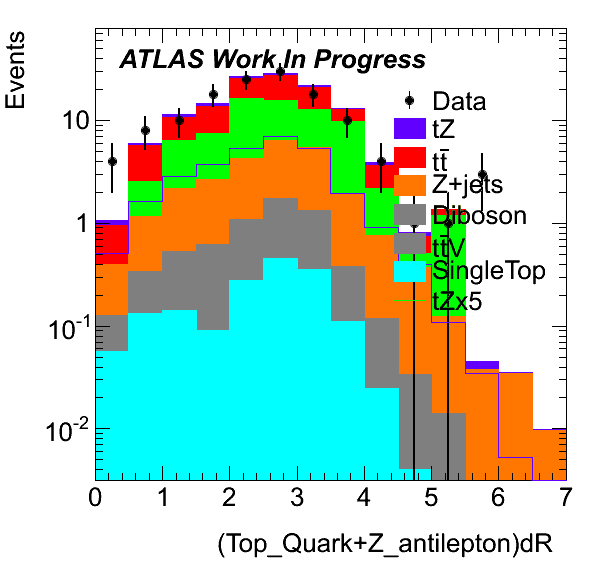 Events
ATLAS Work In Progress
Data
tZ
tt̄
Z+jets
Diboson
tt̄V
SingleTop
tZx5
10
1
10⁻¹
10⁻²
0 1 2 3 4 5 6 7
(Top_Quark+Z_antilepton)dR